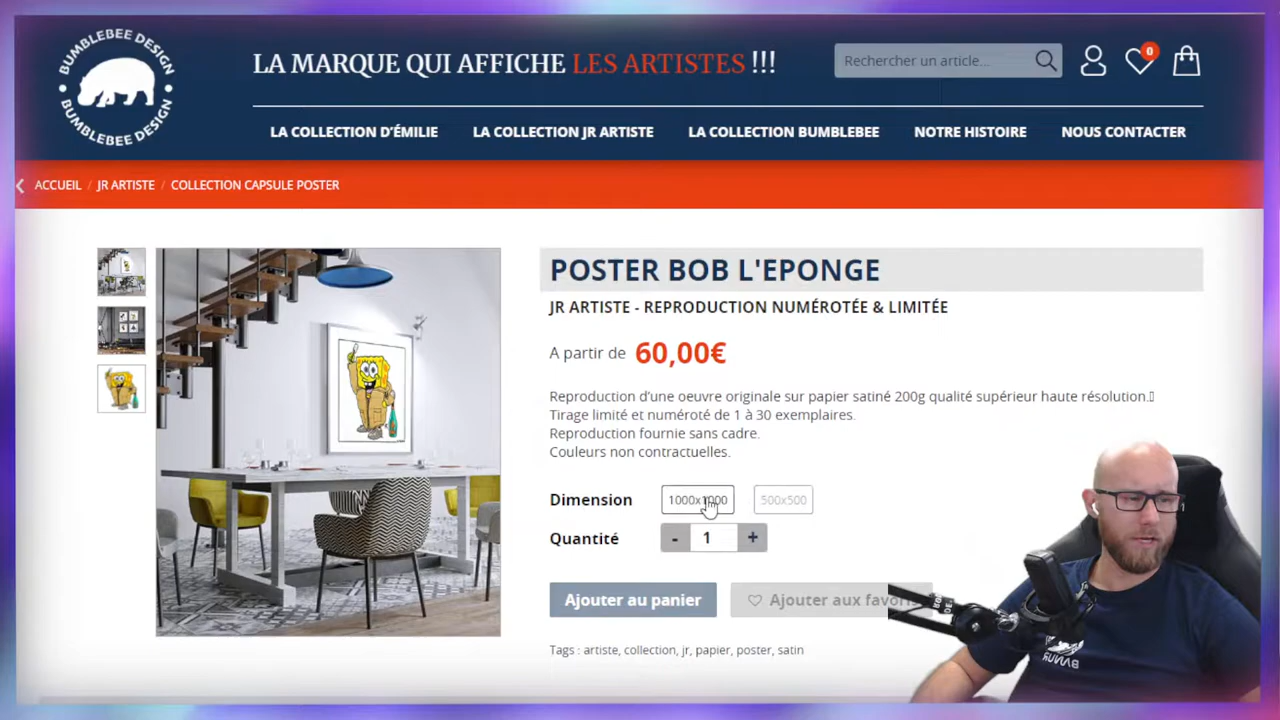 BUMBLEBEE DESIGN
BUMBLEBEE DESIGN
LA MARQUE QUI AFFICHE LES ARTISTES !!!
Rechercher un article...
0
LA COLLECTION D'ÉMILIE
LA COLLECTION JR ARTISTE
LA COLLECTION BUMBLEBEE
NOTRE HISTOIRE
NOUS CONTACTER
ACCUEIL / JR ARTISTE / COLLECTION CAPSULE POSTER
POSTER BOB L'EPONGE
JR ARTISTE - REPRODUCTION NUMÉROTÉE & LIMITÉE
A partir de 60,00€
Reproduction d'une oeuvre originale sur papier satiné 200g qualité supérieur haute résolution.
Tirage limité et numéroté de 1 à 30 exemplaires.
Reproduction fournie sans cadre.
Couleurs non contractuelles.
Dimension 1000x1000 500x500
Quantité - 1 +
Ajouter au panier
Ajouter aux favori
Tags : artiste, collection, jr, papier, poster, satin